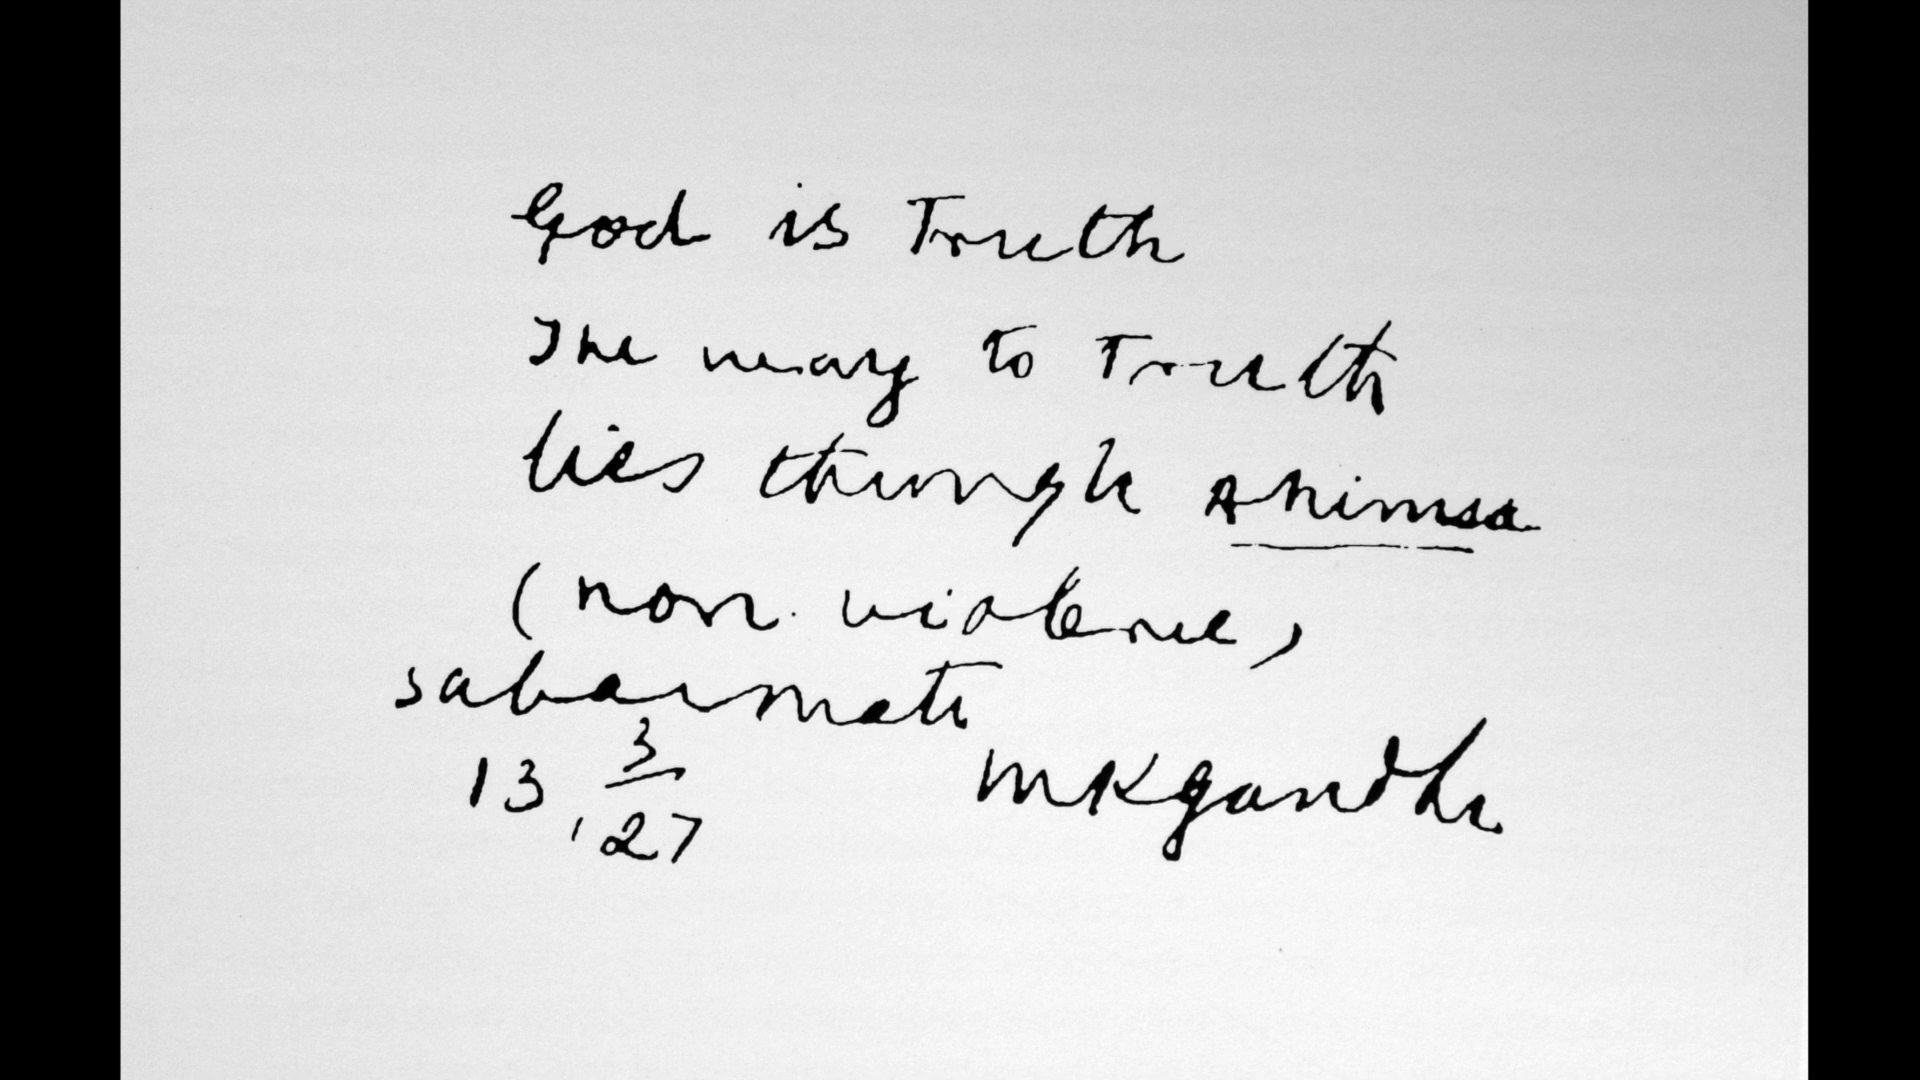 God is Truth
The way to Truth
lies through Ahimsa
(non-violence)
Sabarmati
13 3/27
MKGandhi